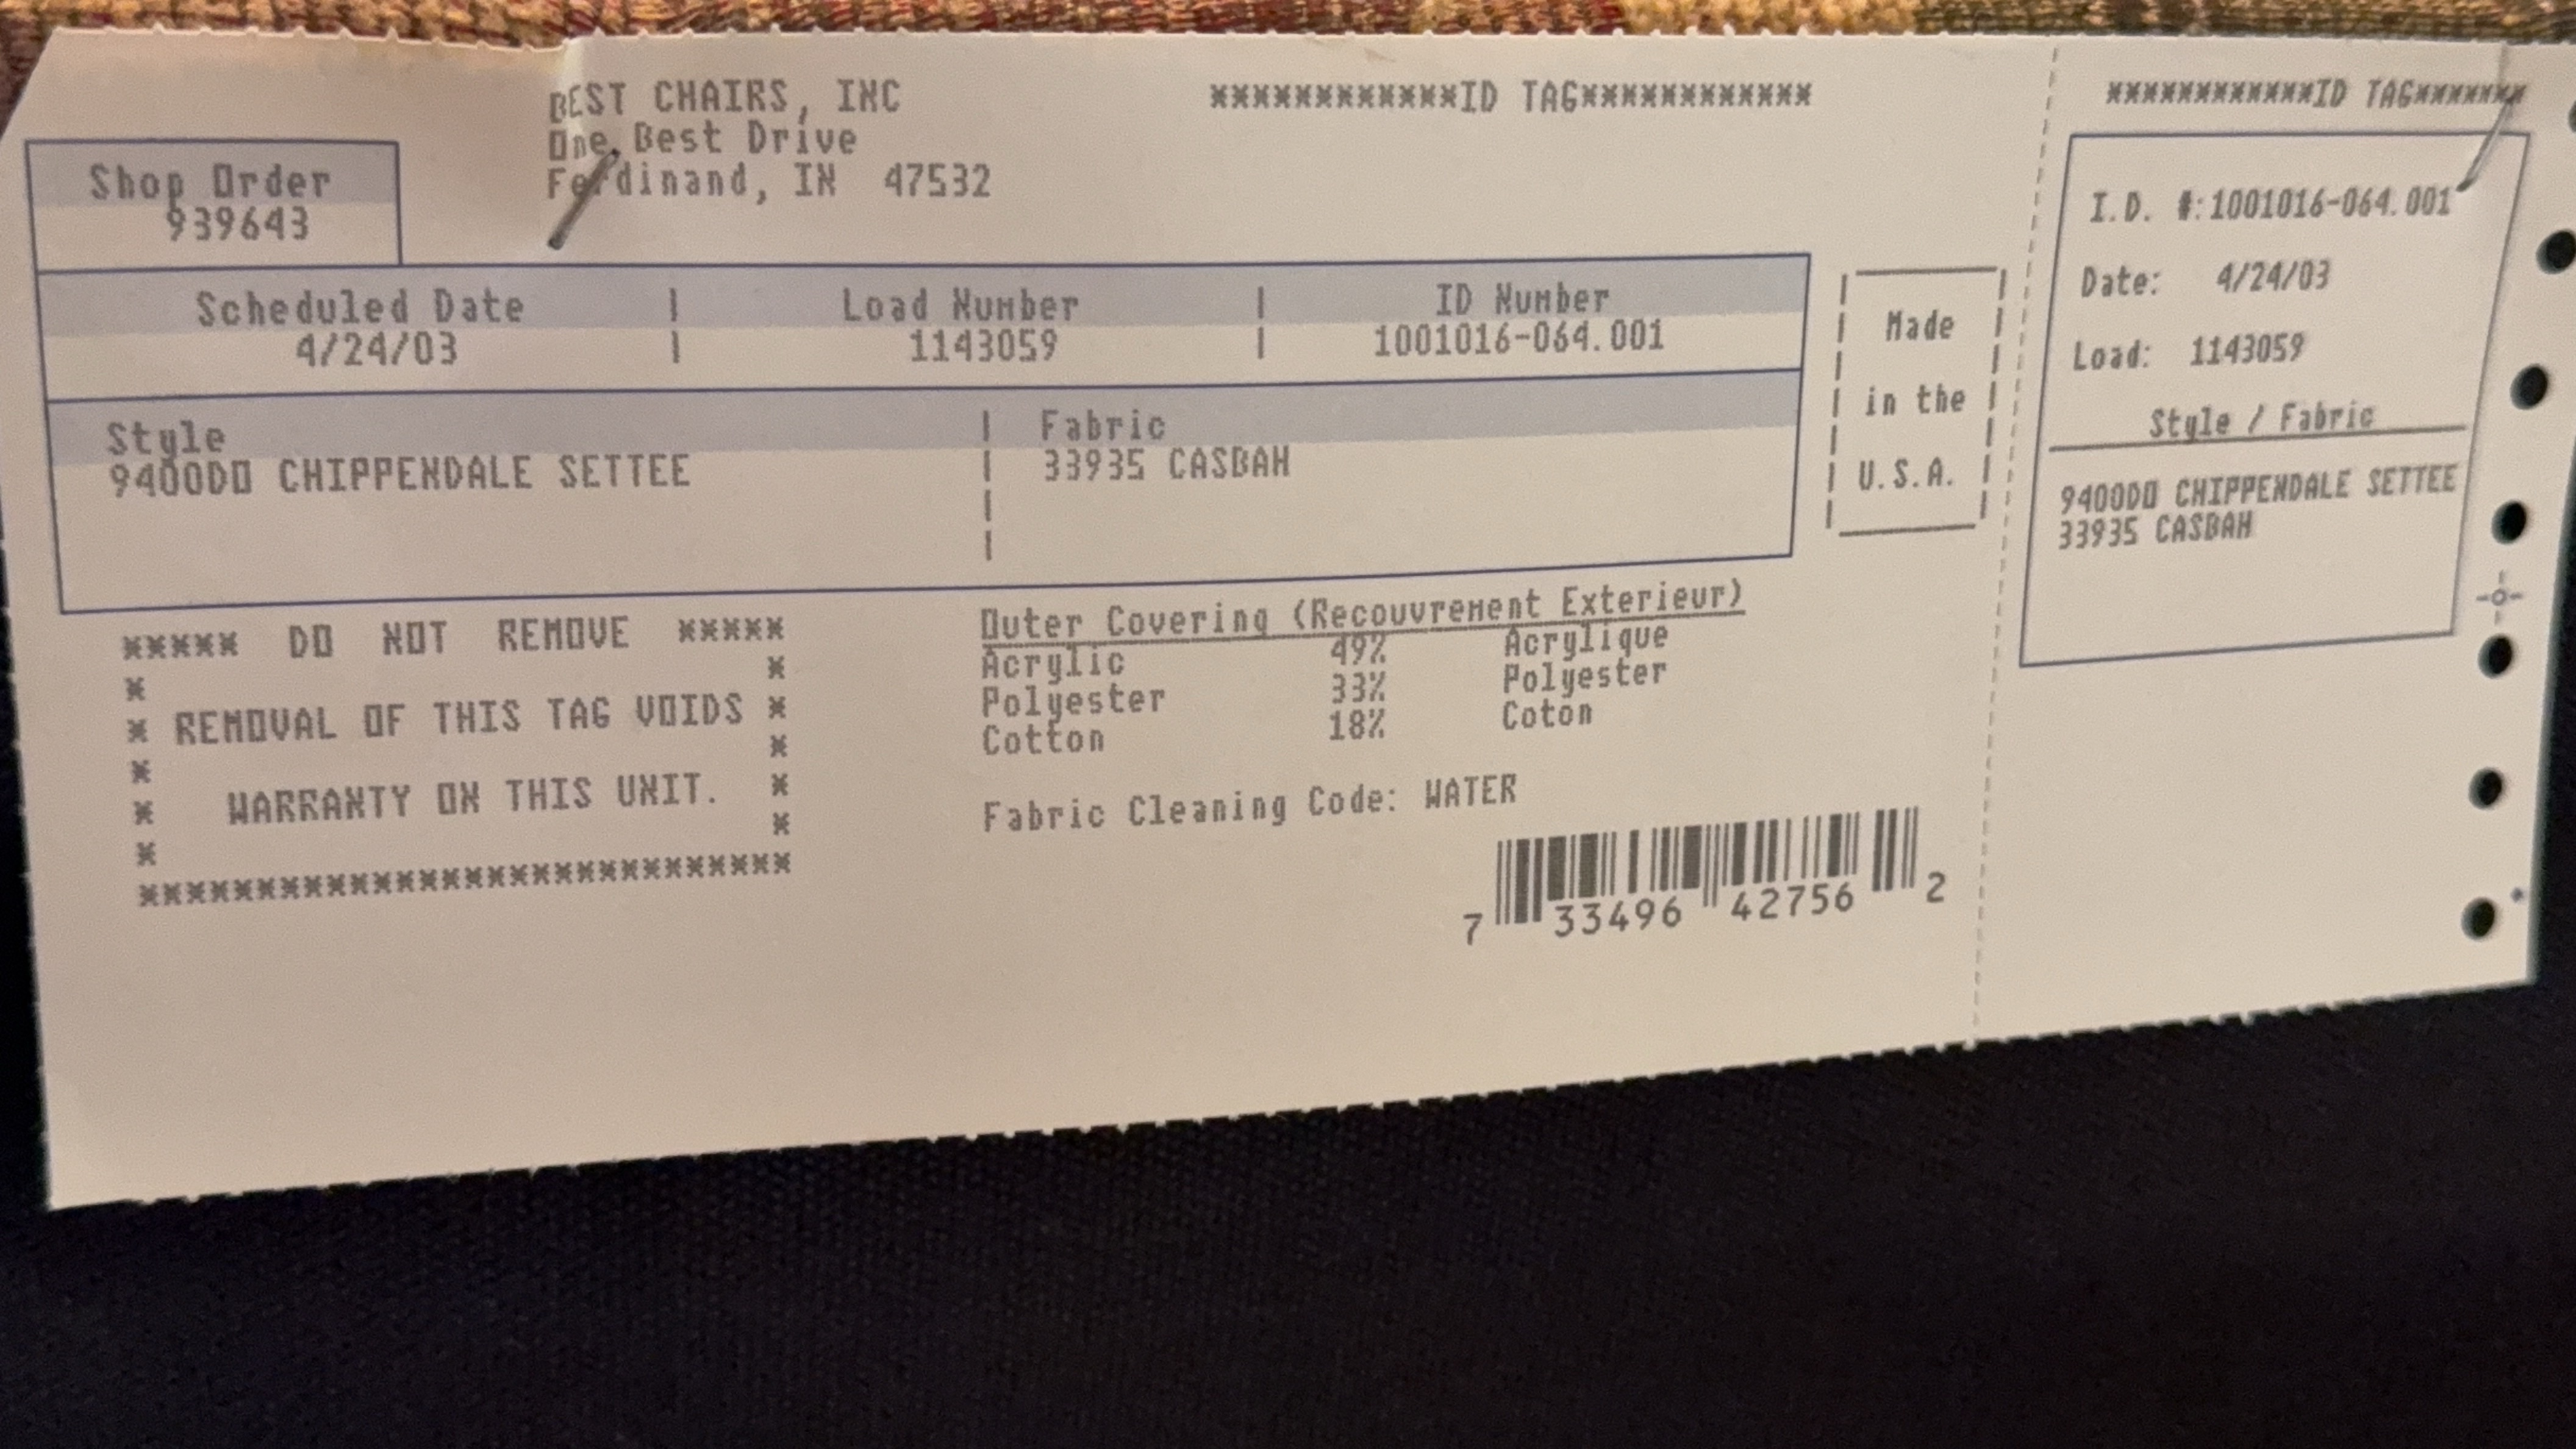 BEST CHAIRS, INC
One Best Drive
Ferdinand, IN 47532
************ID TAG************
Shop Order
939643
Scheduled Date | Load Number | ID Number
4/24/03 | 1143059 | 1001016-064.001
Style | Fabric
9400DO CHIPPENDALE SETTEE | 33935 CASBAH
Made
in the
U.S.A.
***** DO NOT REMOVE *****
REMOVAL OF THIS TAG VOIDS
WARRANTY ON THIS UNIT.
****************************
Outer Covering (Recouvrement Exterieur)
Acrylic 49% Acrylique
Polyester 33% Polyester
Cotton 18% Coton
Fabric Cleaning Code: WATER
7 33496 42756 2
************ID TAG********
I.D. #:1001016-064.001
Date: 4/24/03
Load: 1143059
Style / Fabric
9400DO CHIPPENDALE SETTEE
33935 CASBAH